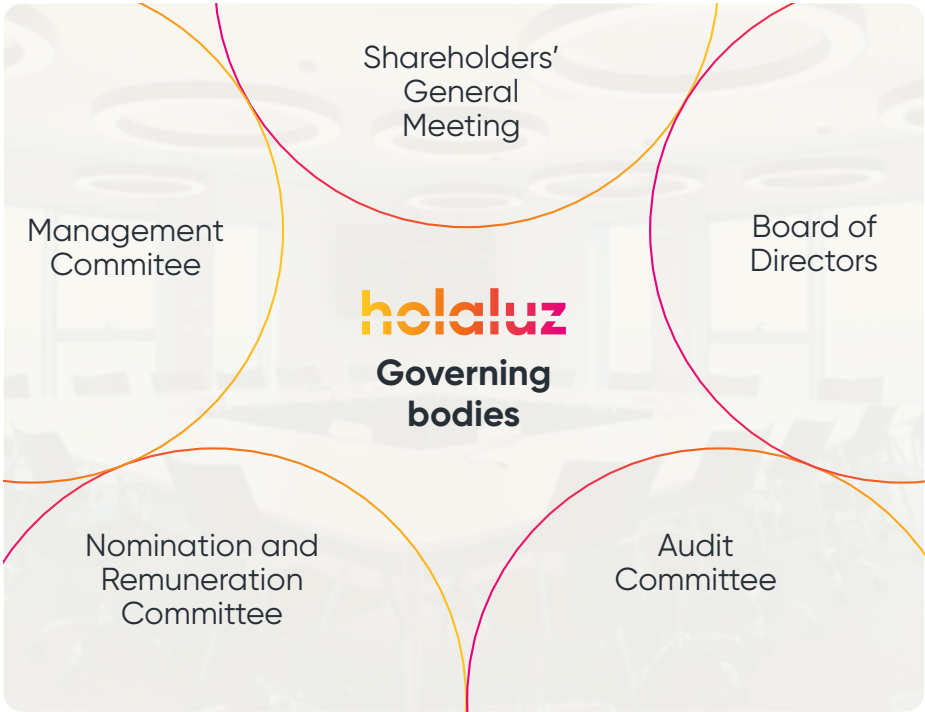 Shareholders’
General
Meeting
Management
Commitee
Board of
Directors
holaluz
Governing
bodies
Nomination and
Remuneration
Committee
Audit
Committee